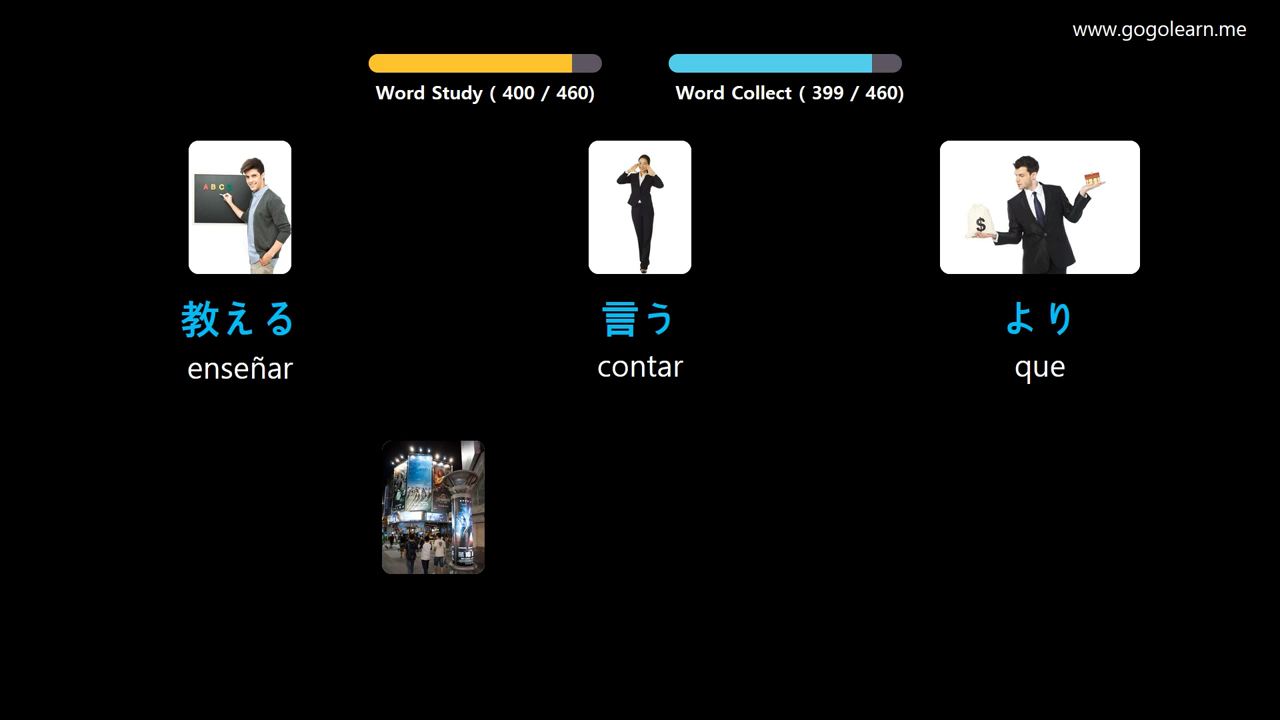 www.gogolearn.me
Word Study ( 400 / 460)
Word Collect ( 399 / 460)
A B C
$
教える
言う
より
enseñar
contar
que